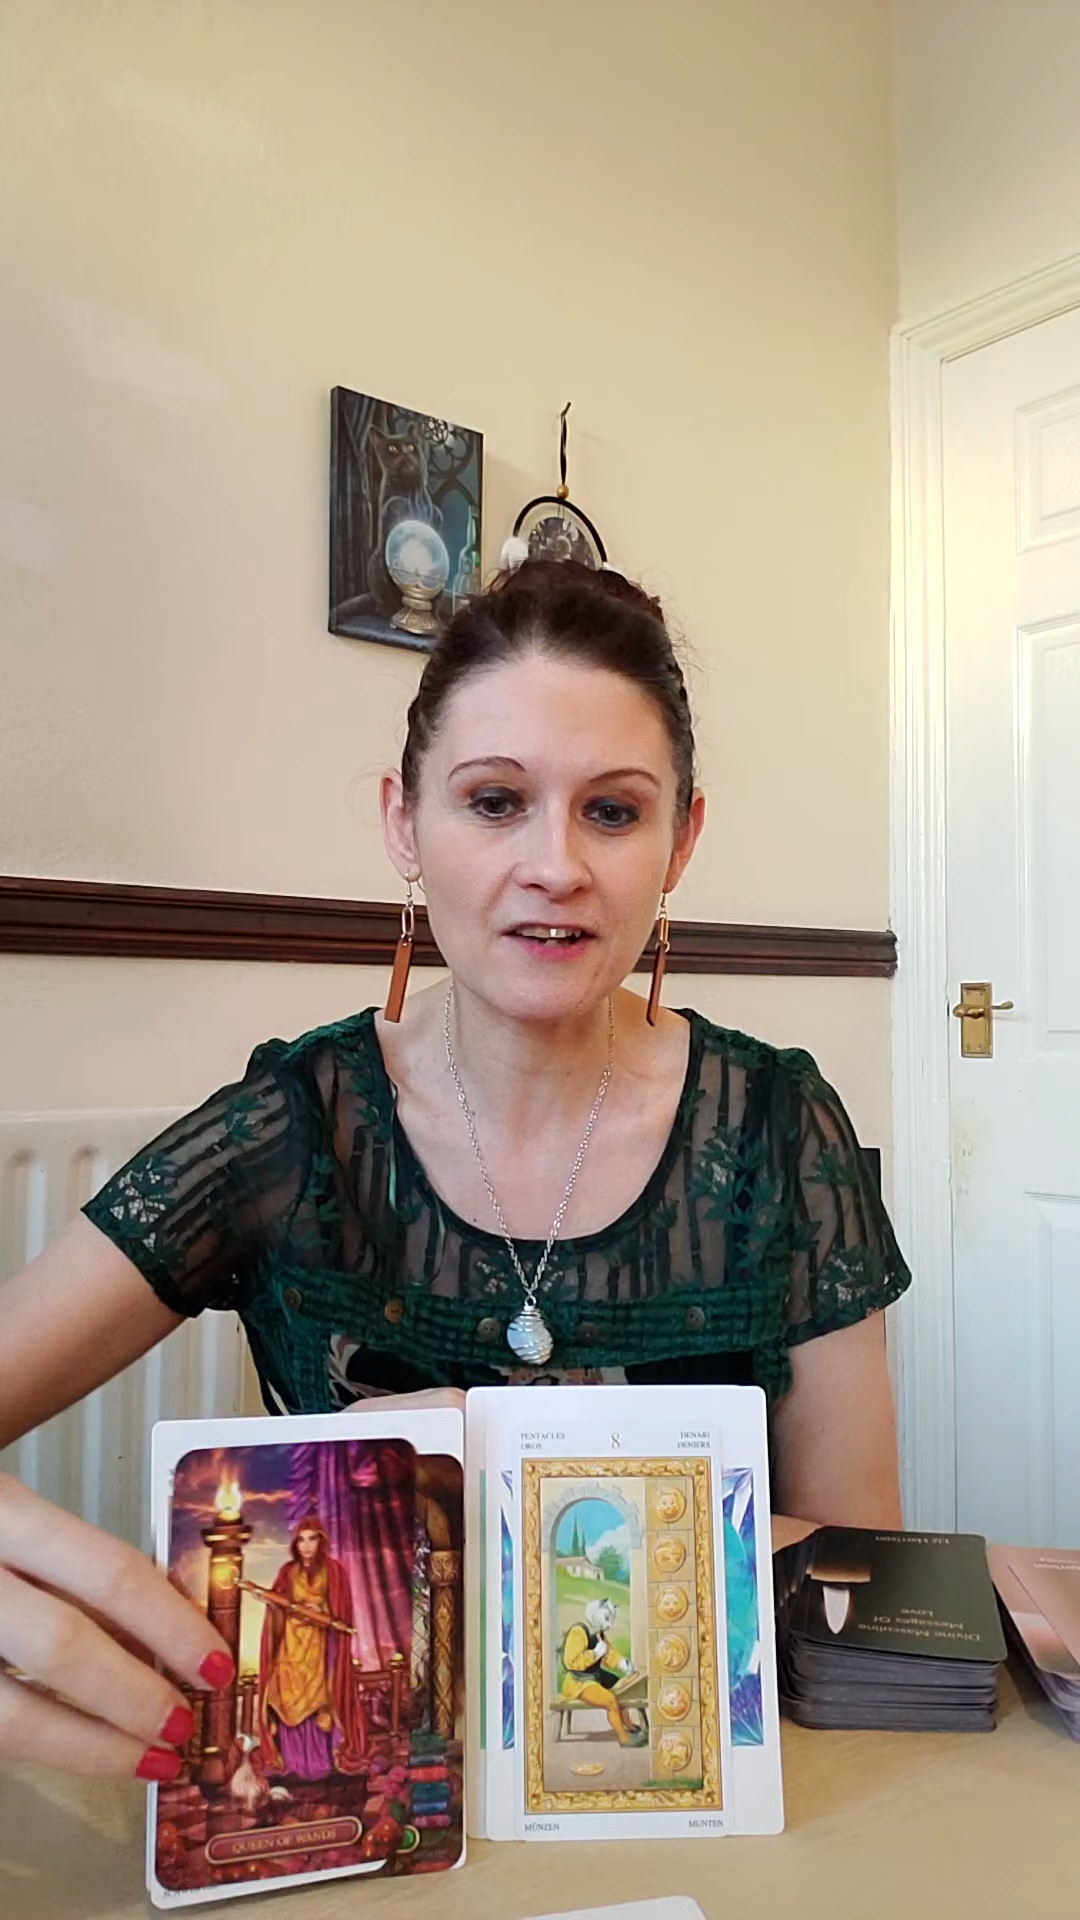 PENTACLES
OROS
8
DENARI
DENIERS
QUEEN OF WANDS
MÜNZEN
MUNTEN
Liz Harrison
Divine Masculine
Messages Of
Love